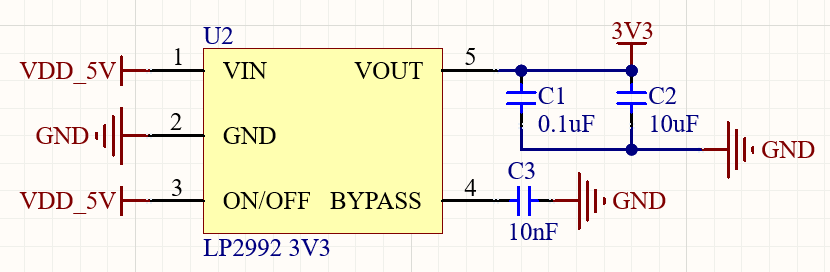 U2
3V3
VDD_5V 1 VIN VOUT 5
C1 C2
0.1uF 10uF
GND 2 GND GND
C3
VDD_5V 3 ON/OFF BYPASS 4 GND
10nF
LP2992 3V3